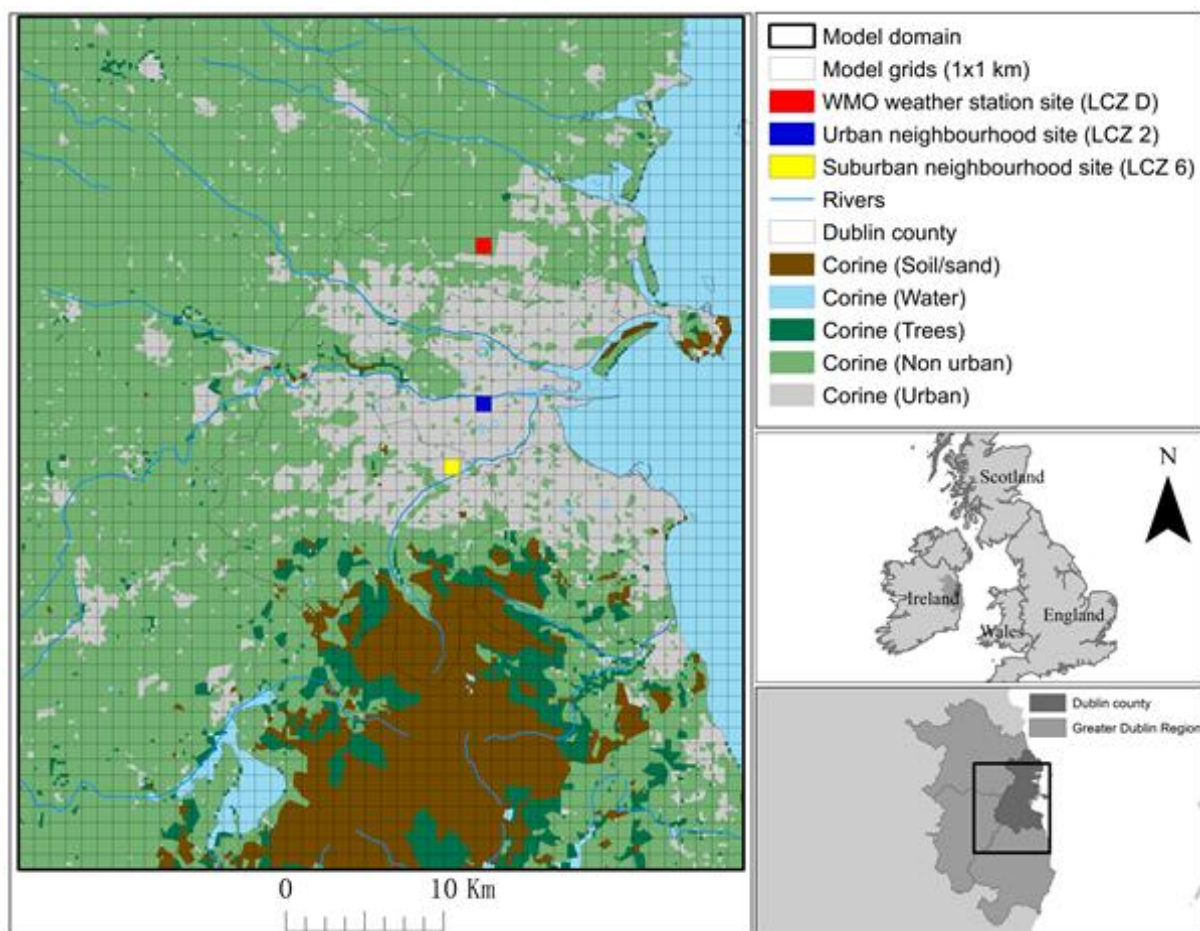 Model domain
Model grids (1x1 km)
WMO weather station site (LCZ D)
Urban neighbourhood site (LCZ 2)
Suburban neighbourhood site (LCZ 6)
Rivers
Dublin county
Corine (Soil/sand)
Corine (Water)
Corine (Trees)
Corine (Non urban)
Corine (Urban)
N
Scotland
Ireland
England
Wales
Dublin county
Greater Dublin Region
0 10 Km